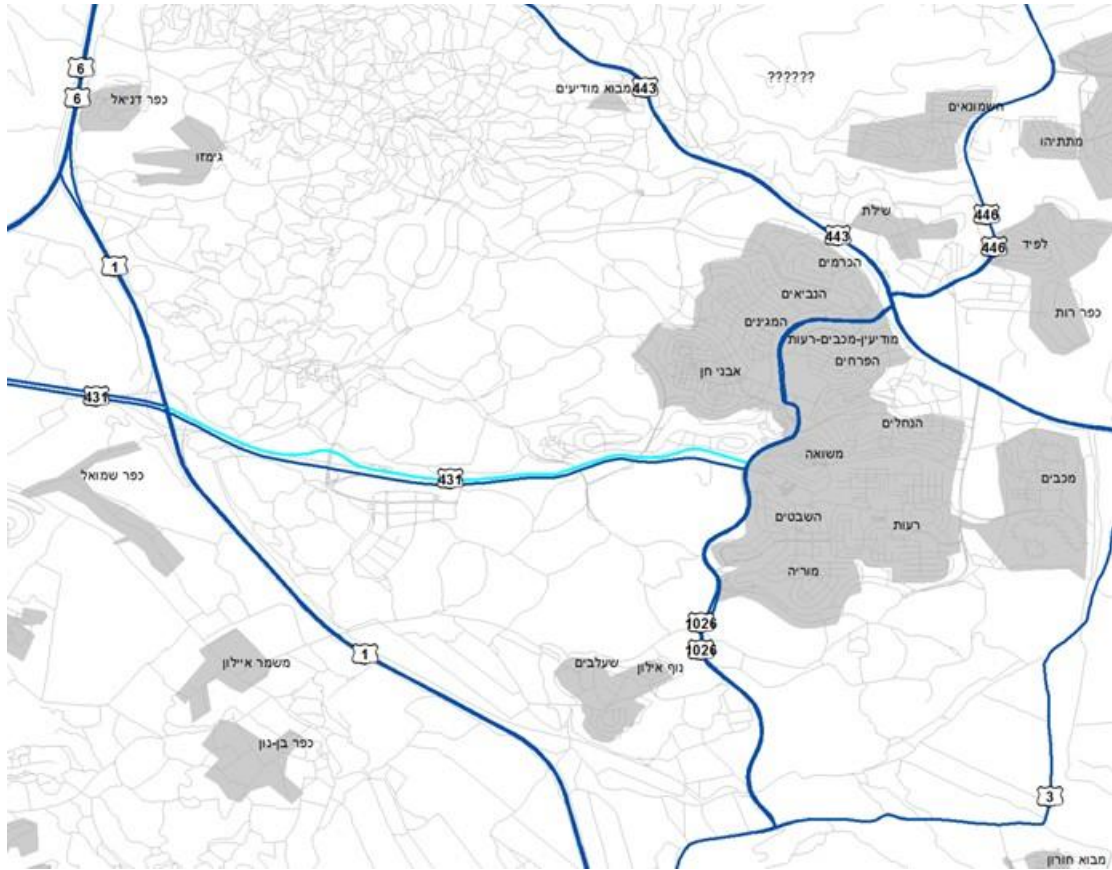 6
6
כפר דניאל
גימזו
מבוא מודיעים
443
??????
חשמונאים
מתתיהו
שילת
446
446
לפיד
443
הכרמים
1
הנביאים
המגינים
כפר רות
מודיעין-מכבים-רעות
הפרחים
אבני חן
431
הנחלים
משואה
כפר שמואל
431
מכבים
השבטים
רעות
מוריה
1026
1026
משמר איילון
1
שעלבים
נוף אילון
כפר בן-נון
3
מבוא חורון